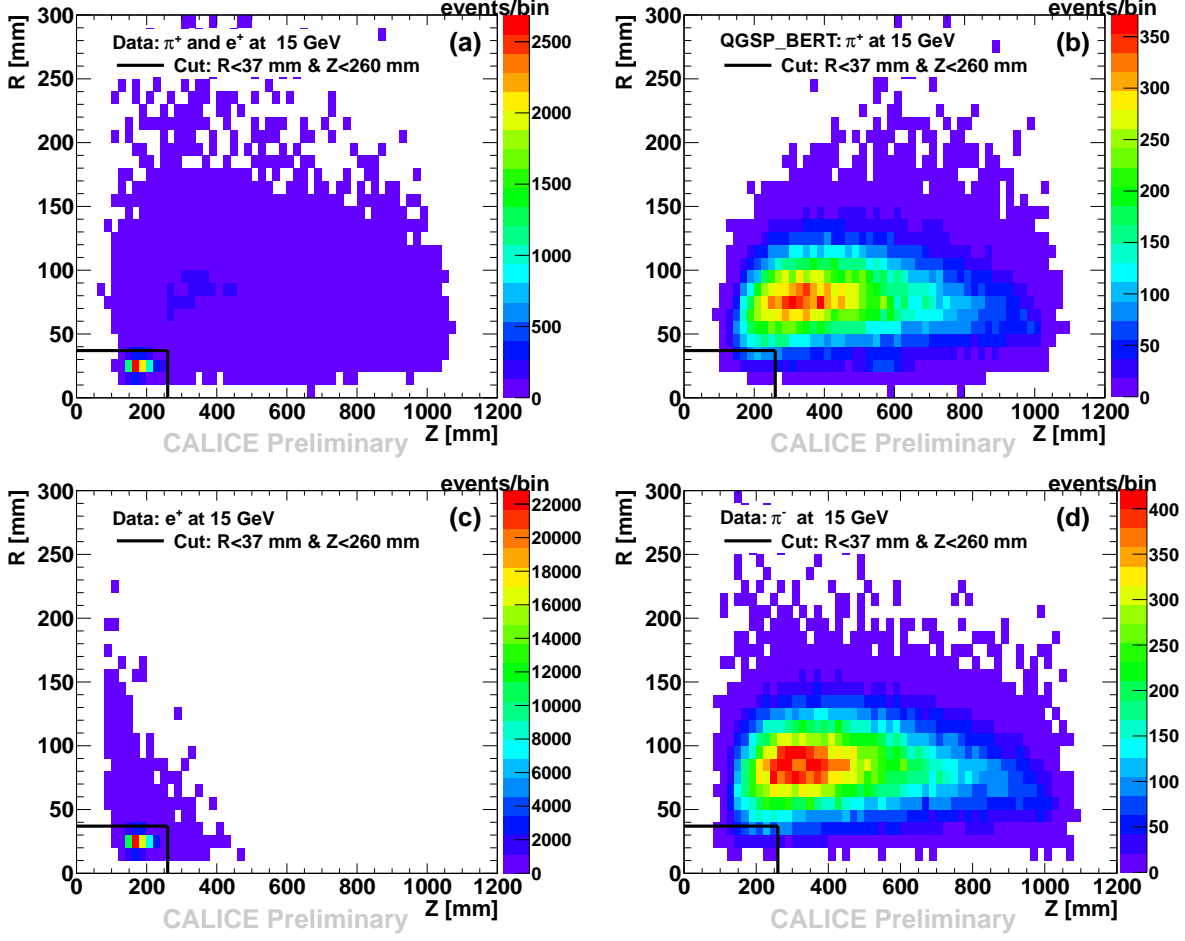 events/bin
events/bin
R [mm]
300
250
200
150
100
50
0
Data: π⁺ and e⁺ at 15 GeV
(a)
Cut: R<37 mm & Z<260 mm
2500
2000
1500
1000
500
0
0 200 400 600 800 1000 1200
Z [mm]
CALICE Preliminary
R [mm]
300
250
200
150
100
50
0
QGSP_BERT: π⁺ at 15 GeV
(b)
Cut: R<37 mm & Z<260 mm
350
300
250
200
150
100
50
0
0 200 400 600 800 1000 1200
Z [mm]
CALICE Preliminary
events/bin
events/bin
R [mm]
300
250
200
150
100
50
0
Data: e⁺ at 15 GeV
(c)
Cut: R<37 mm & Z<260 mm
22000
20000
18000
16000
14000
12000
10000
8000
6000
4000
2000
0
0 200 400 600 800 1000 1200
Z [mm]
CALICE Preliminary
R [mm]
300
250
200
150
100
50
0
Data: π⁻ at 15 GeV
(d)
Cut: R<37 mm & Z<260 mm
400
350
300
250
200
150
100
50
0
0 200 400 600 800 1000 1200
Z [mm]
CALICE Preliminary